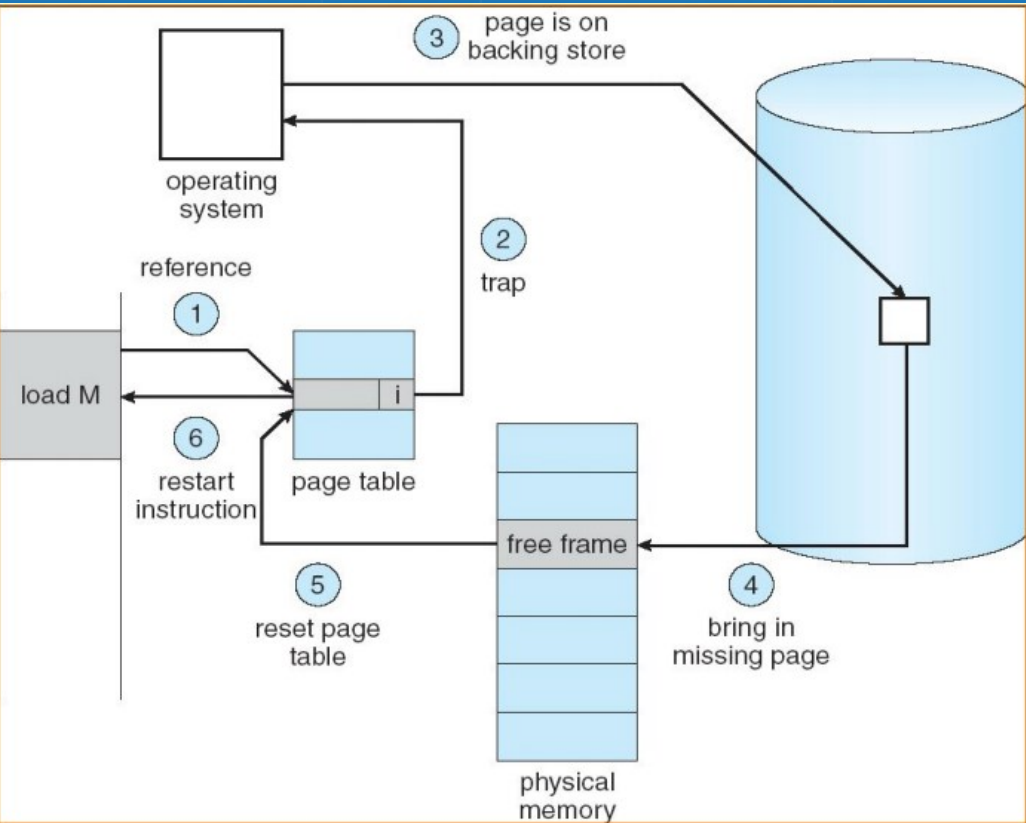 3
page is on
backing store
operating
system
2
trap
reference
1
load M
i
6
restart
instruction
page table
free frame
5
reset page
table
4
bring in
missing page
physical
memory